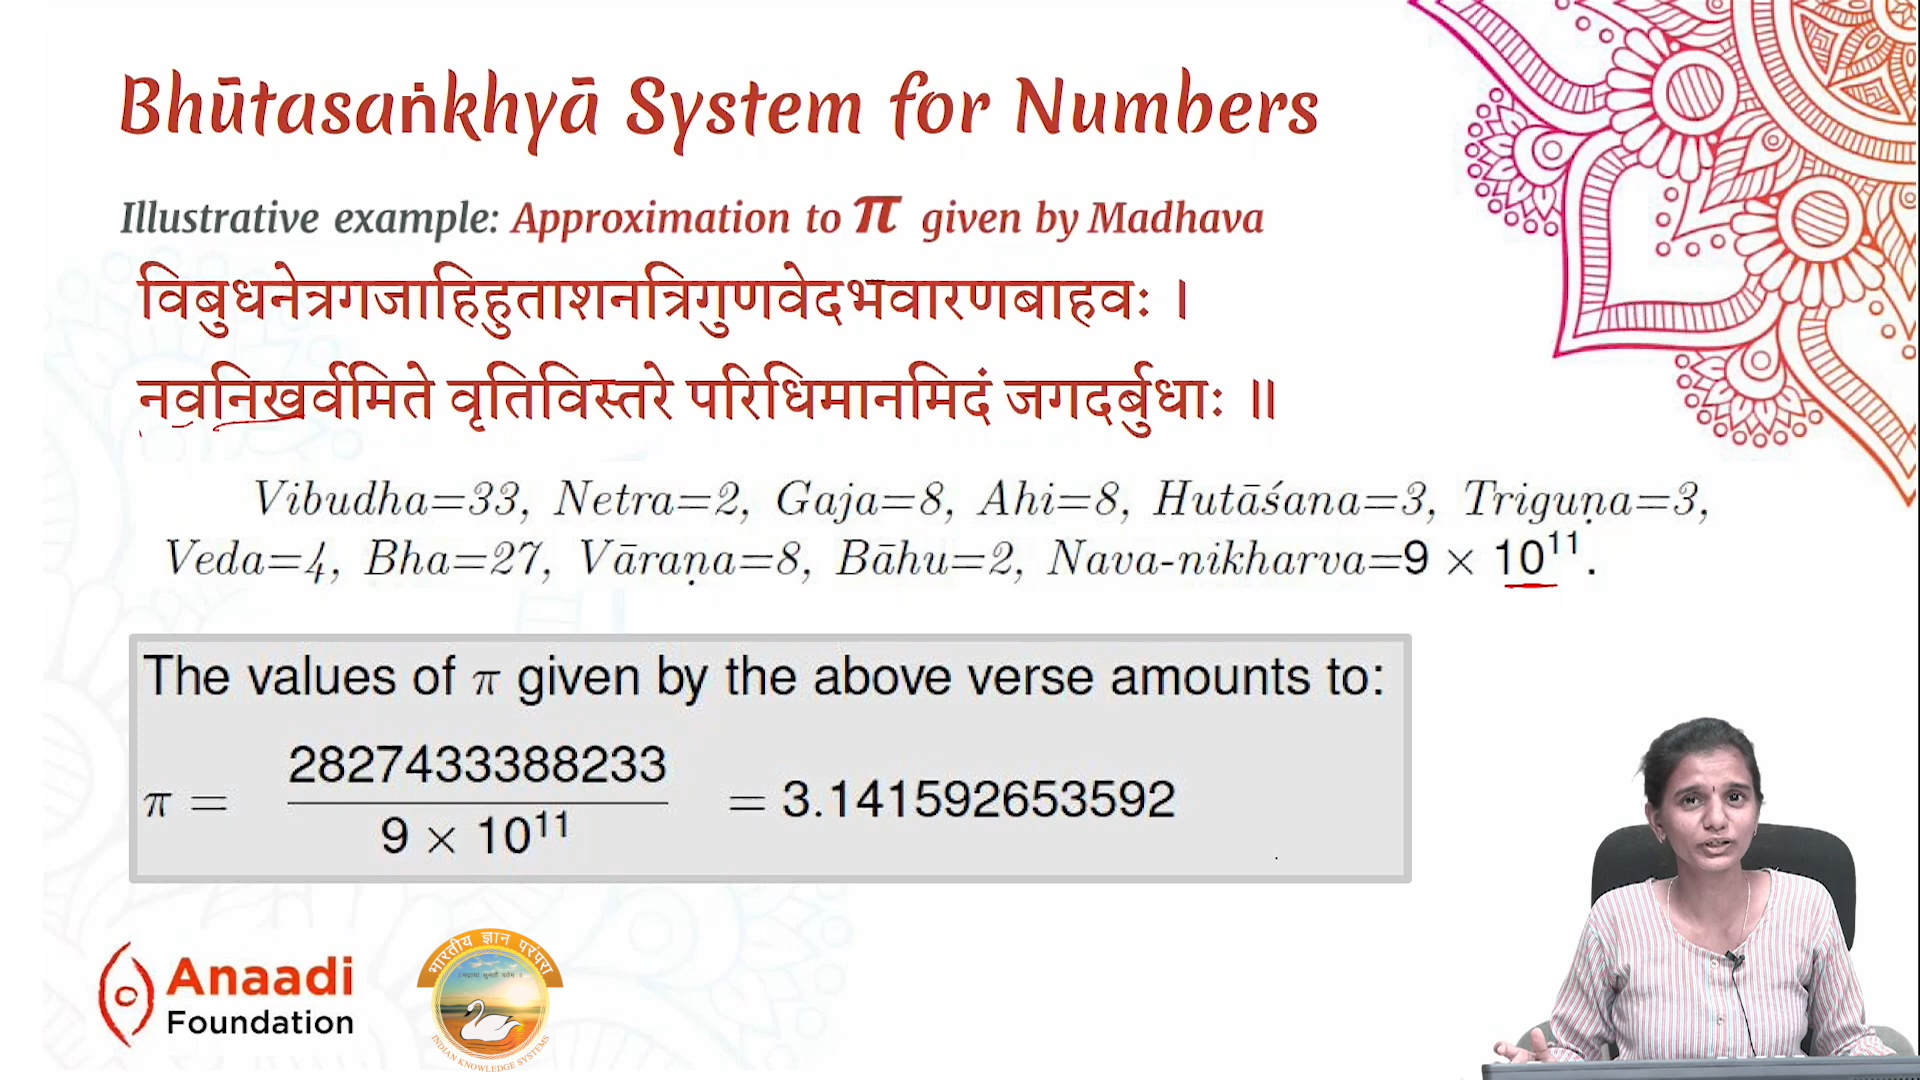 Bhūtasaṅkhyā System for Numbers
Illustrative example: Approximation to π given by Madhava
विबुधनेत्रगजाहिहुताशनत्रिगुणवेदभवारणबाहवः ।
नवनिखर्वमिते वृतिविस्तरे परिधिमानमिदं जगदर्बुधाः ॥
Vibudha=33, Netra=2, Gaja=8, Ahi=8, Hutāśana=3, Triguṇa=3,
Veda=4, Bha=27, Vāraṇa=8, Bāhu=2, Nava-nikharva=9 × 10¹¹.
The values of π given by the above verse amounts to:
π = 2827433388233 / 9 × 10¹¹ = 3.141592653592
Anaadi
Foundation
भारतीय ज्ञान परंपरा
INDIAN KNOWLEDGE SYSTEMS